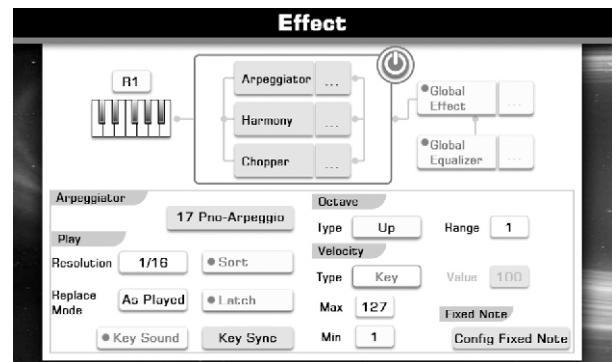 Effect
R1
Arpeggiator ...
Harmony ...
Chopper ...
Global
Effect ...
Global
Equalizer ...
Arpeggiator
17 Pno-Arpeggio
Play
Resolution 1/16 Sort
Replace
Mode As Played Latch
Key Sound Key Sync
Octave
Type Up Range 1
Velocity
Type Key Value 100
Max 127 Fixed Note
Min 1 Config Fixed Note